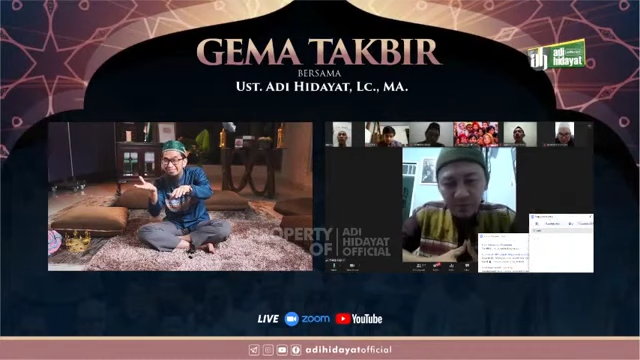 GEMA TAKBIR
BERSAMA
UST. ADI HIDAYAT, LC., MA.
adi
hidayat
PROPERTY OF
ADI
HIDAYAT
OFFICIAL
LIVE zoom YouTube
adihidayatofficial